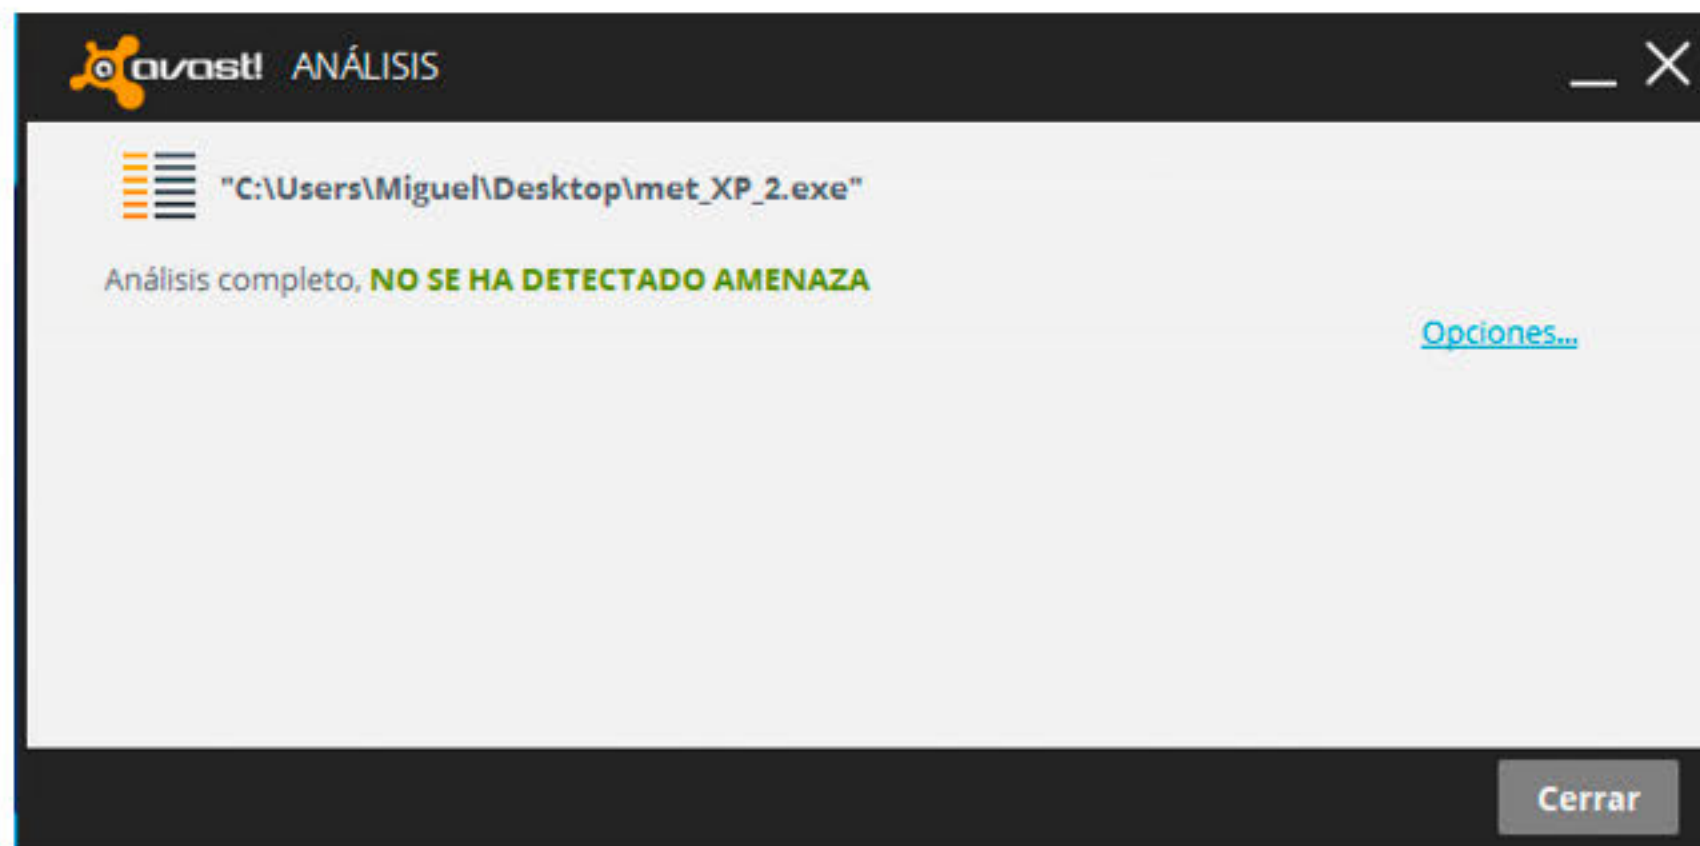 avast! ANÁLISIS
"C:\Users\Miguel\Desktop\met_XP_2.exe"
Análisis completo, NO SE HA DETECTADO AMENAZA
Opciones...
Cerrar